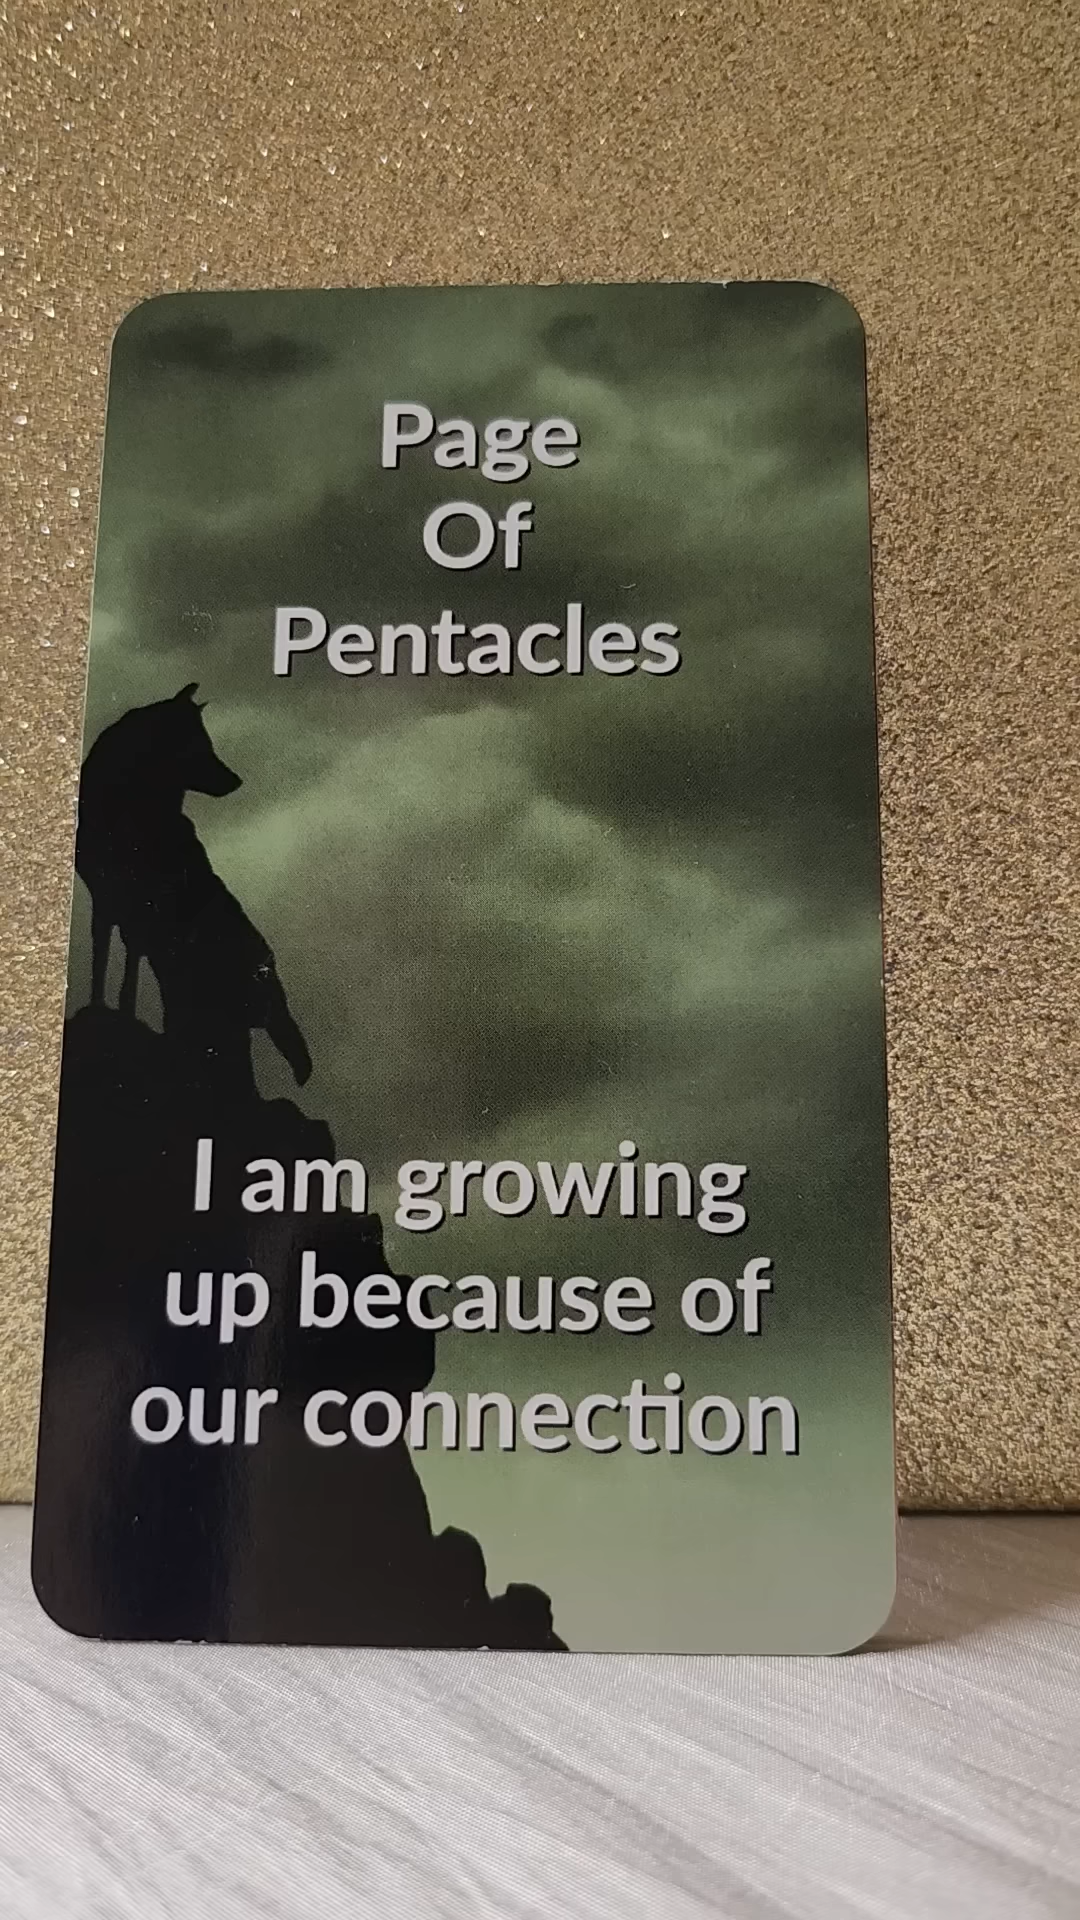 Page
Of
Pentacles
I am growing
up because of
our connection